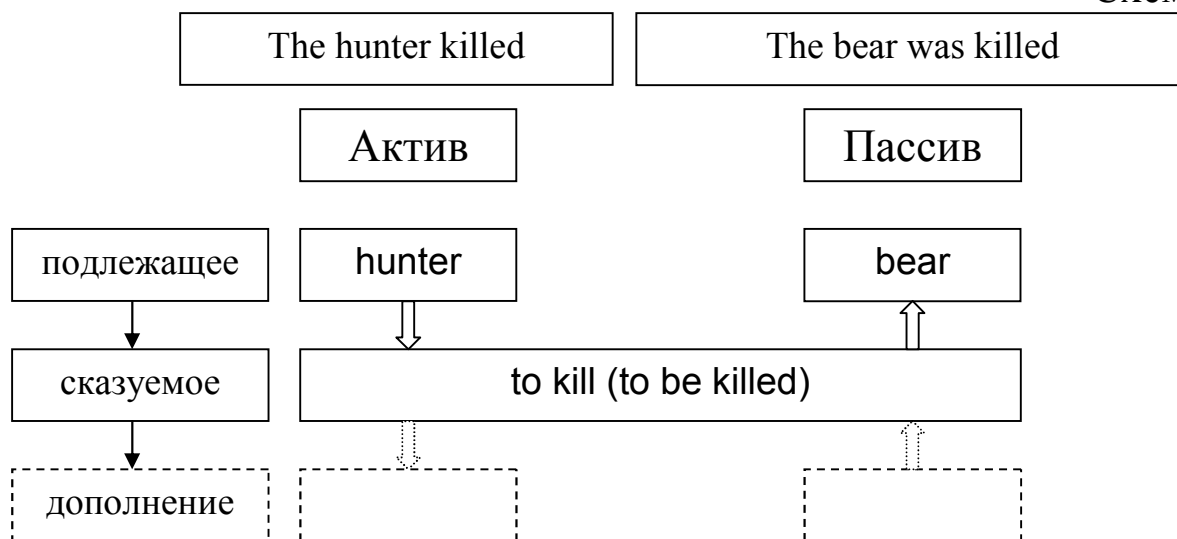 The hunter killed
The bear was killed
Актив
Пассив
подлежащее
hunter
bear
сказуемое
to kill (to be killed)
дополнение